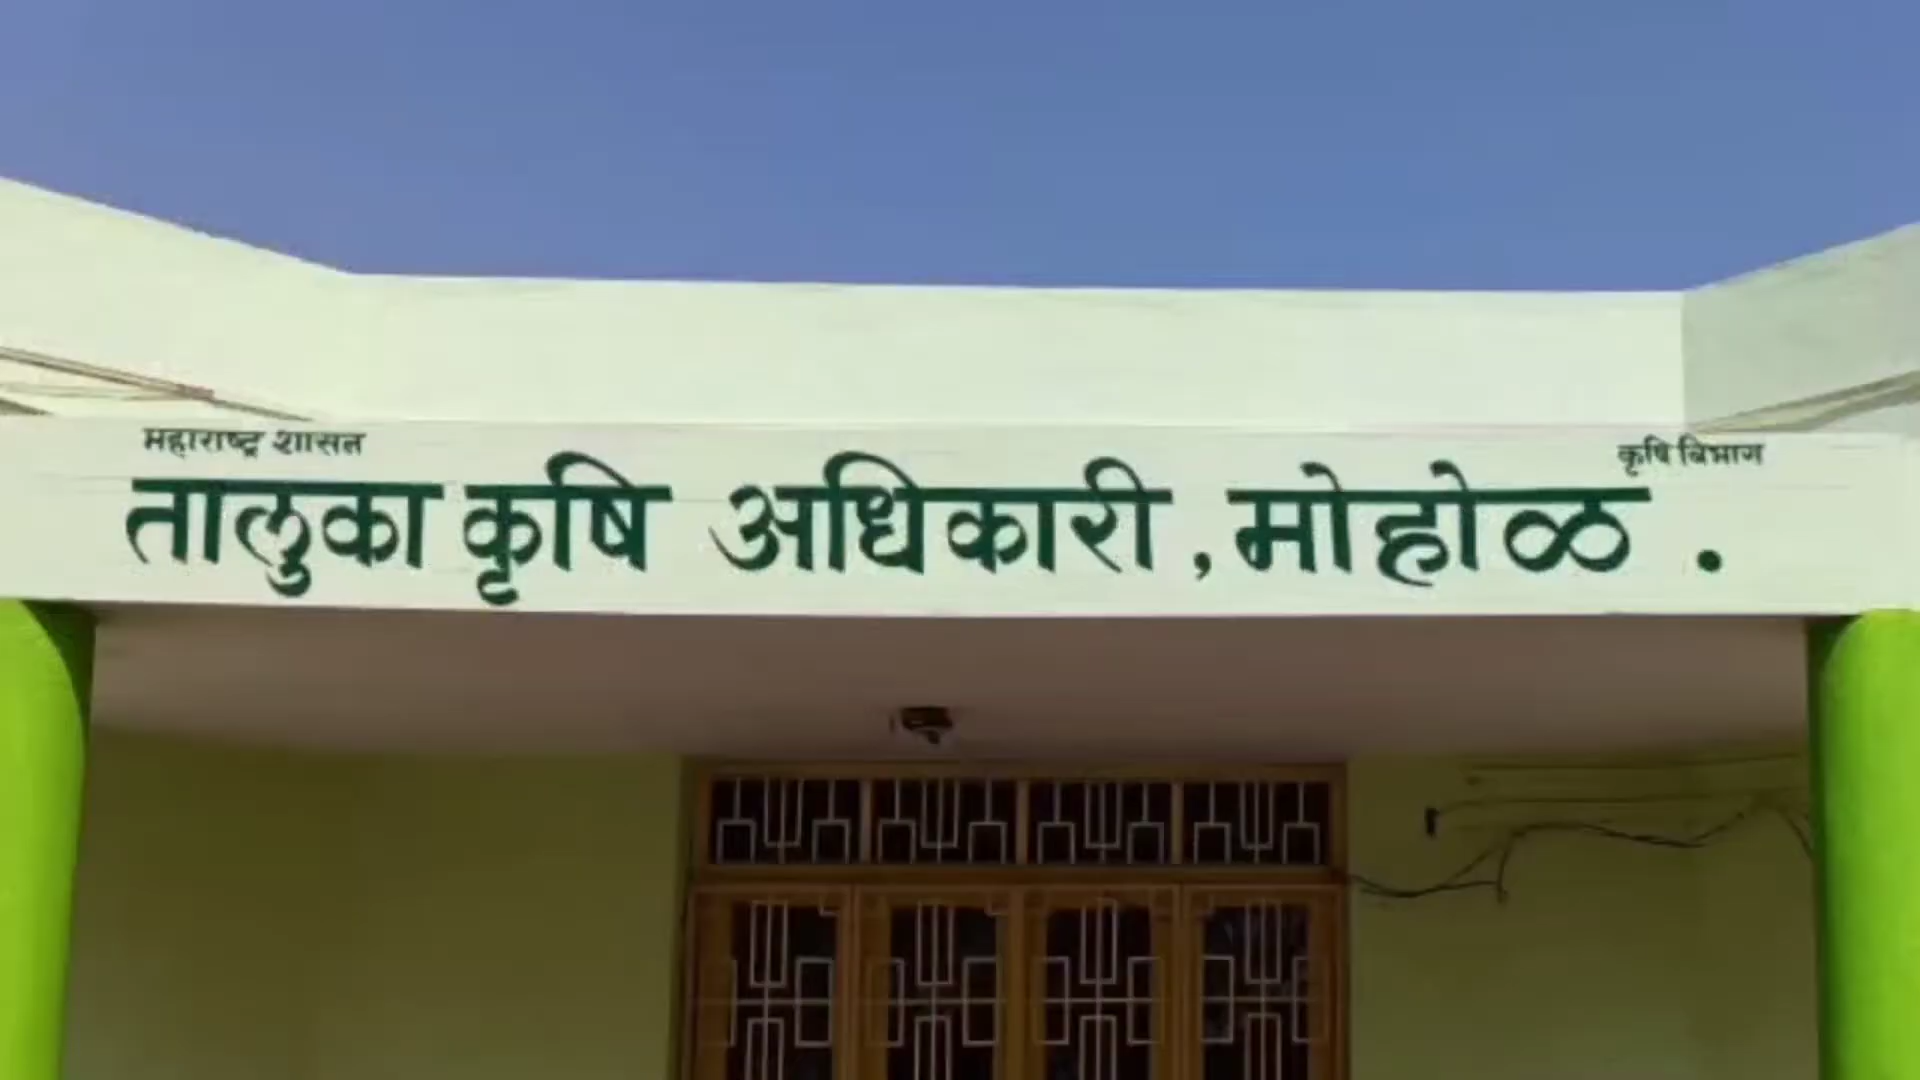 महाराष्ट्र शासन
कृषि विभाग
तालुका कृषि अधिकारी, मोहोळ.